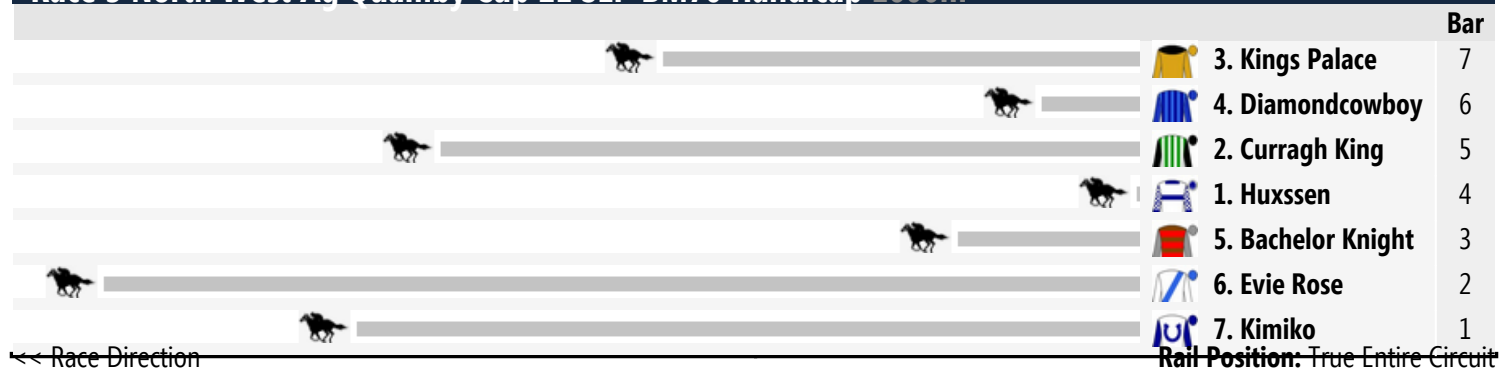 Bar
3. Kings Palace 7
4. Diamondcowboy 6
2. Curragh King 5
1. Huxssen 4
5. Bachelor Knight 3
6. Evie Rose 2
7. Kimiko 1
<< Race Direction Rail Position: True Entire Circuit